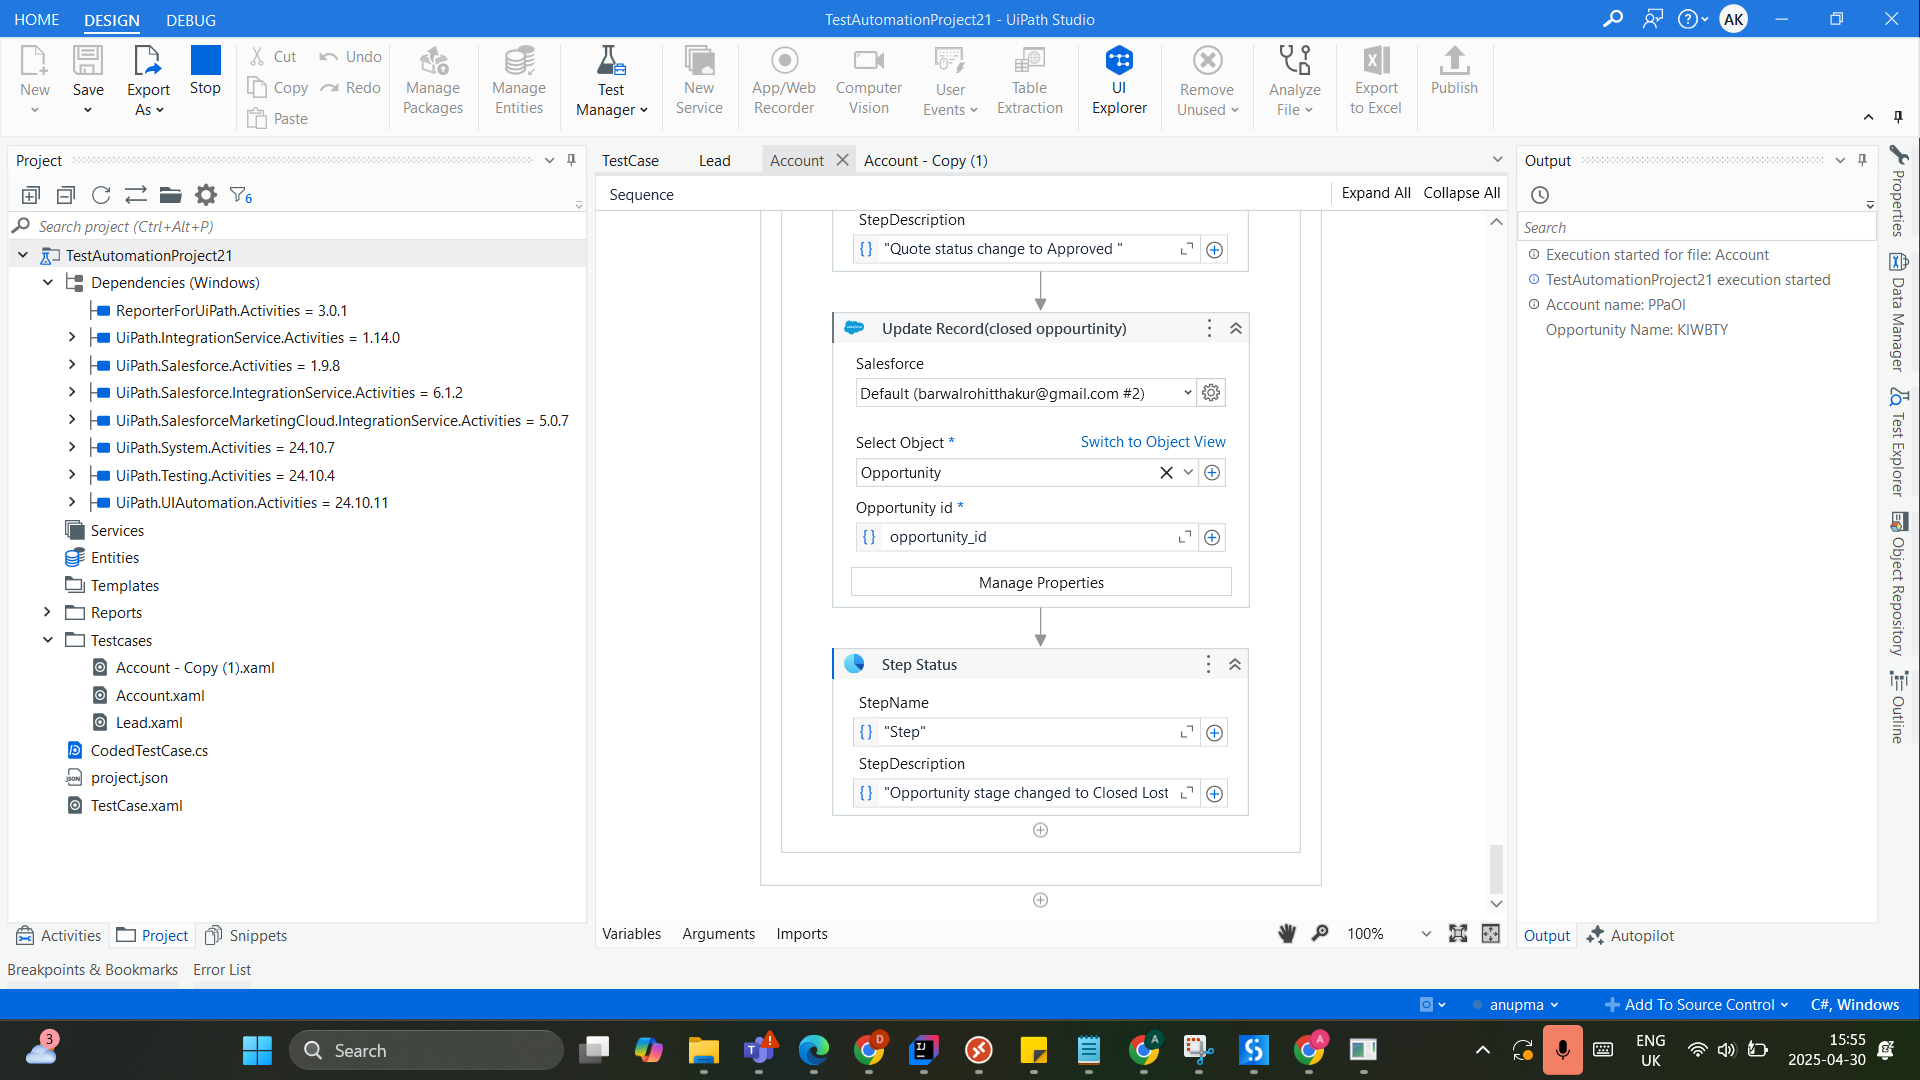 HOME
DESIGN
DEBUG
TestAutomationProject21 - UiPath Studio
AK
New
Save
Export As
Stop
Cut
Copy
Paste
Undo
Redo
Manage Packages
Manage Entities
Test Manager
New Service
App/Web Recorder
Computer Vision
User Events
Table Extraction
UI Explorer
Remove Unused
Analyze File
Export to Excel
Publish
Project
6
Search project (Ctrl+Alt+P)
TestAutomationProject21
Dependencies (Windows)
ReporterForUiPath.Activities = 3.0.1
UiPath.IntegrationService.Activities = 1.14.0
UiPath.Salesforce.Activities = 1.9.8
UiPath.Salesforce.IntegrationService.Activities = 6.1.2
UiPath.SalesforceMarketingCloud.IntegrationService.Activities = 5.0.7
UiPath.System.Activities = 24.10.7
UiPath.Testing.Activities = 24.10.4
UiPath.UIAutomation.Activities = 24.10.11
Services
Entities
Templates
Reports
Testcases
Account - Copy (1).xaml
Account.xaml
Lead.xaml
CodedTestCase.cs
JSON project.json
TestCase.xaml
Activities
Project
Snippets
Breakpoints & Bookmarks
Error List
TestCase
Lead
Account
Account - Copy (1)
Sequence
Expand All
Collapse All
StepDescription
{} "Quote status change to Approved "
Update Record(closed oppourtinity)
Salesforce
Default (barwalrohitthakur@gmail.com #2)
Select Object *
Switch to Object View
Opportunity
Opportunity id *
{} opportunity_id
Manage Properties
Step Status
StepName
{} "Step"
StepDescription
{} "Opportunity stage changed to Closed Lost
Variables
Arguments
Imports
100%
Output
Search
Execution started for file: Account
TestAutomationProject21 execution started
Account name: PPaOl
Opportunity Name: KIWBTY
Output
Autopilot
Properties
Data Manager
Test Explorer
Object Repository
Outline
anupma
Add To Source Control
C#, Windows
3
Search
D
A
A
ENG
UK
15:55
2025-04-30